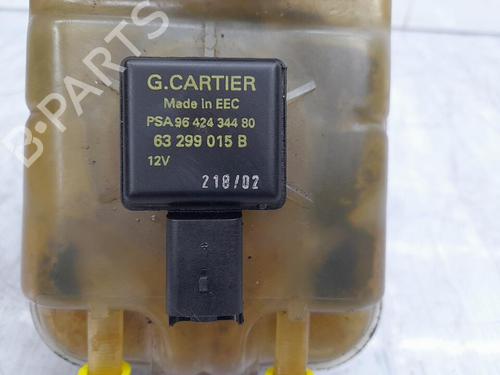 G.CARTIER
Made in EEC
PSA 96 424 344 80
63 299 015 B
12V
218/02
B-PARTS